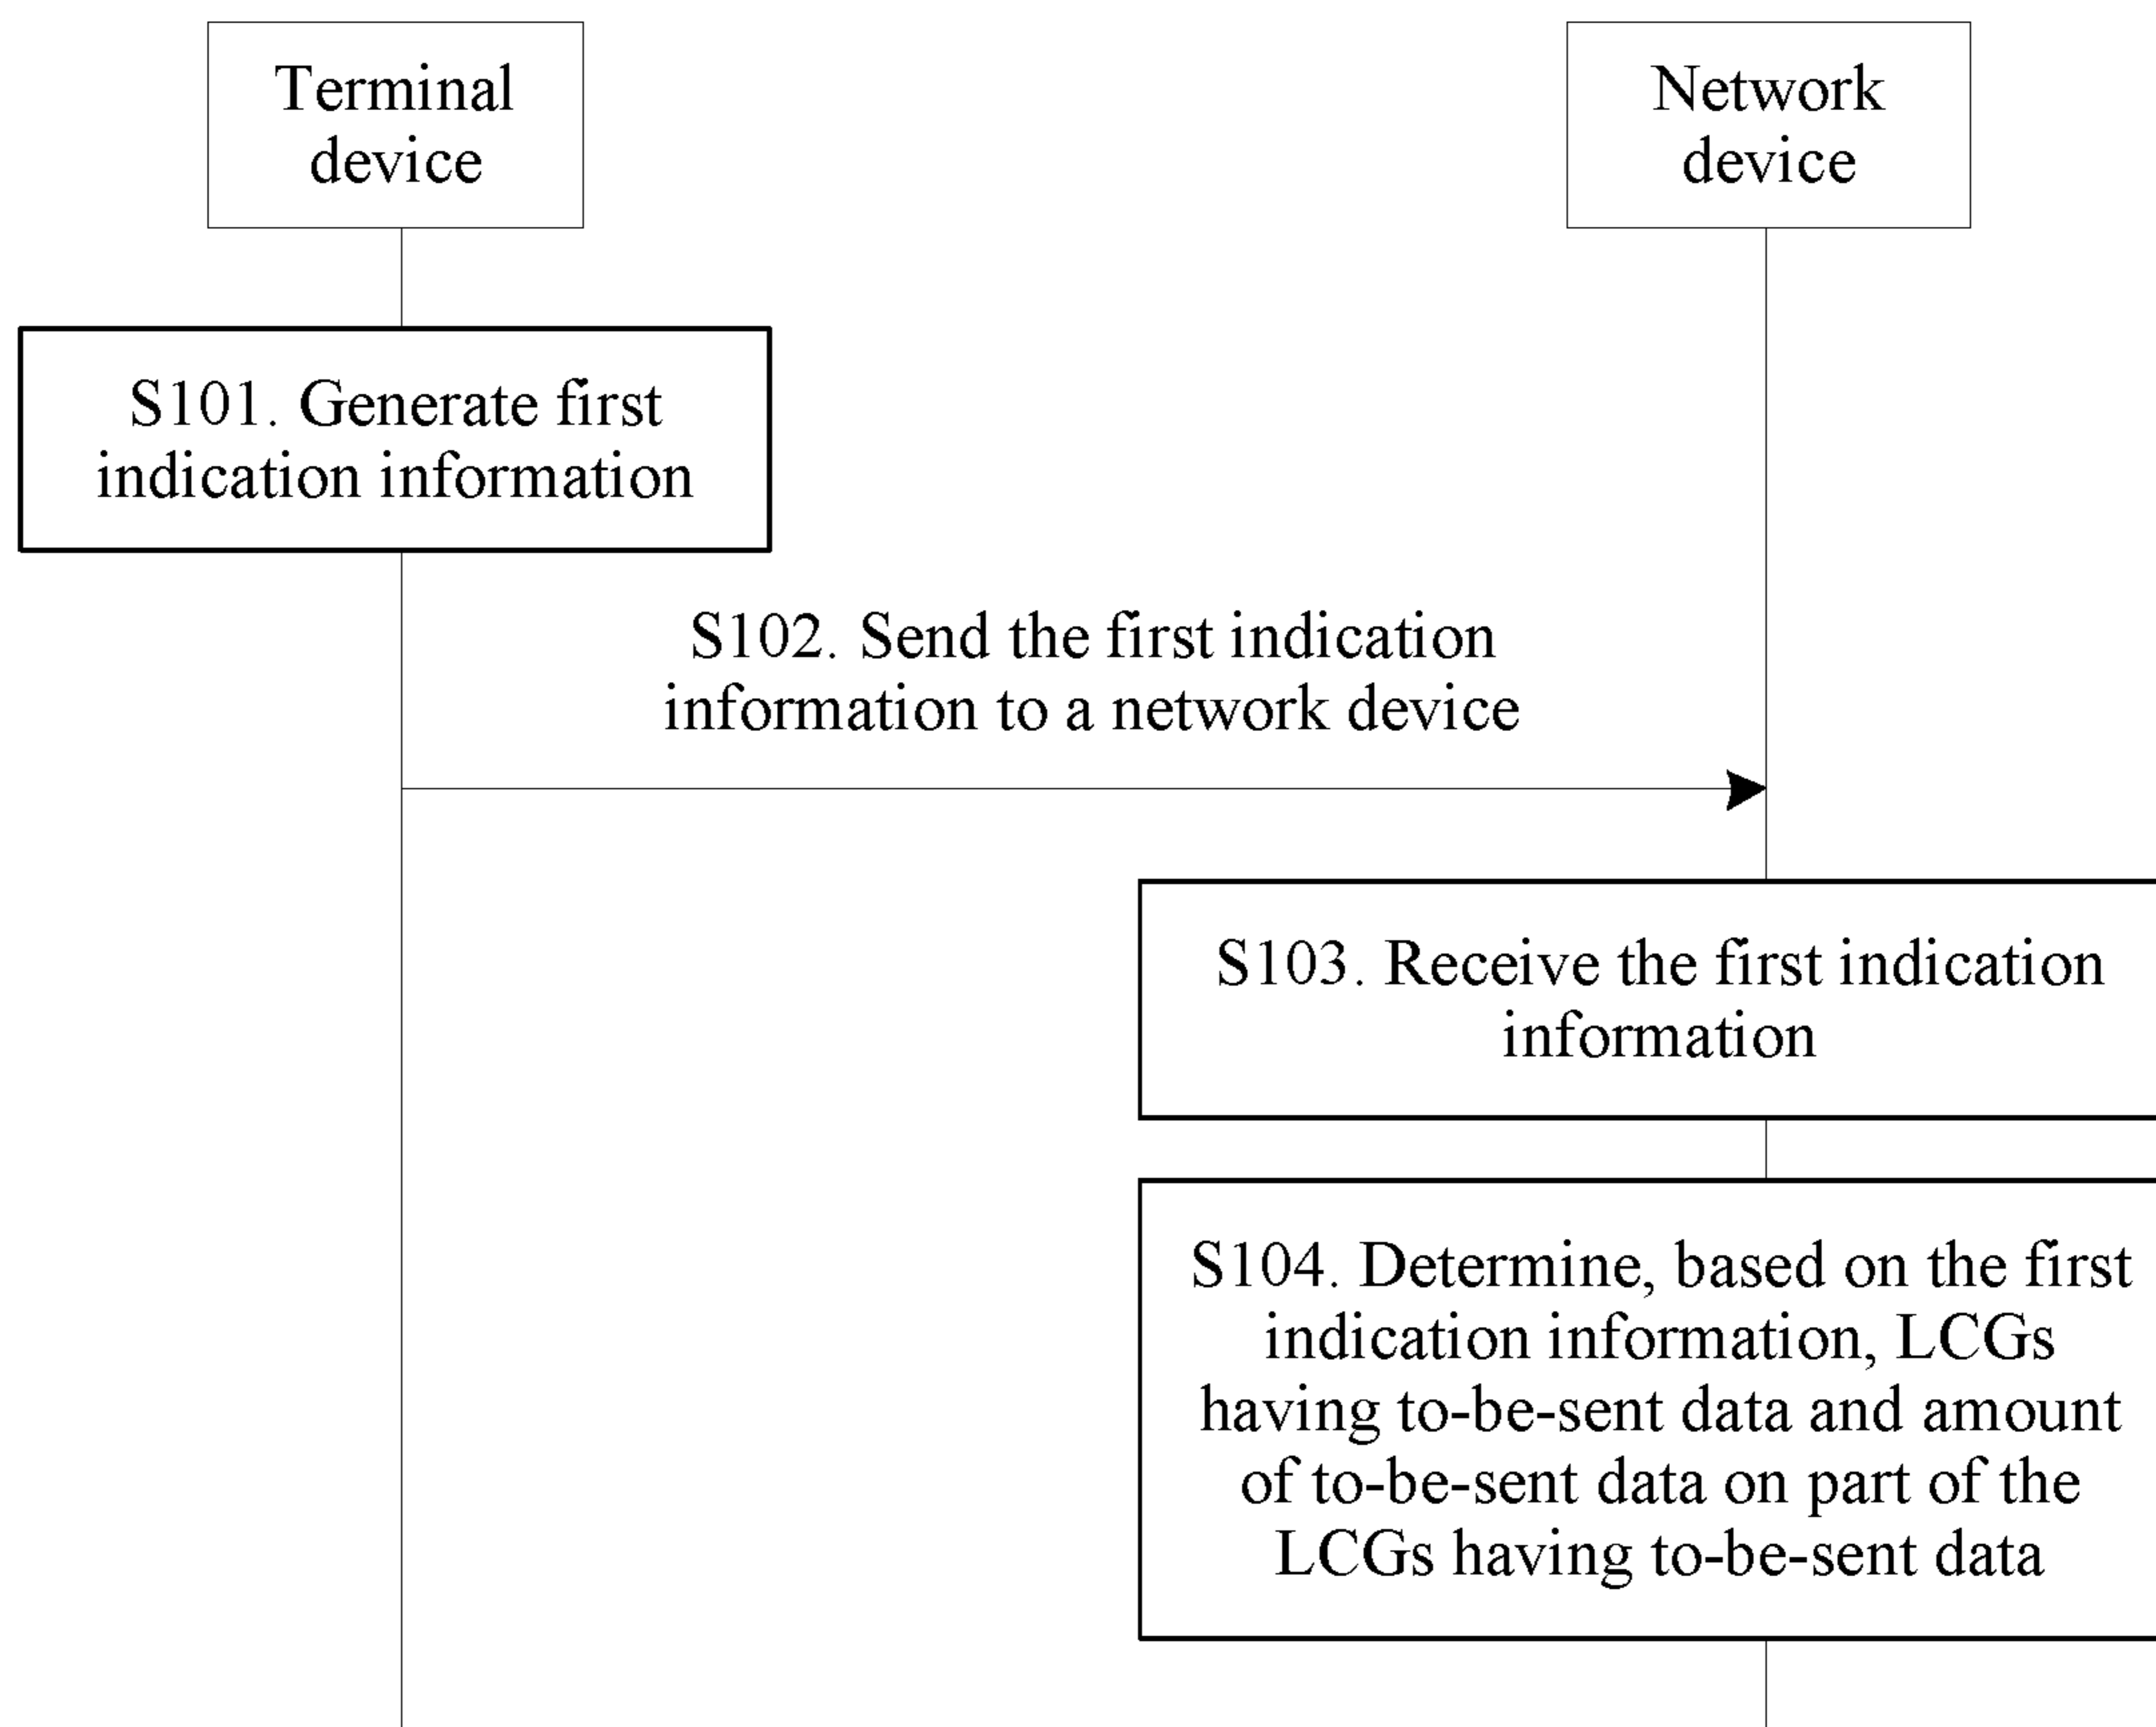 Terminal
device
Network
device
S101. Generate first
indication information
S102. Send the first indication
information to a network device
S103. Receive the first indication
information
S104. Determine, based on the first
indication information, LCGs
having to-be-sent data and amount
of to-be-sent data on part of the
LCGs having to-be-sent data